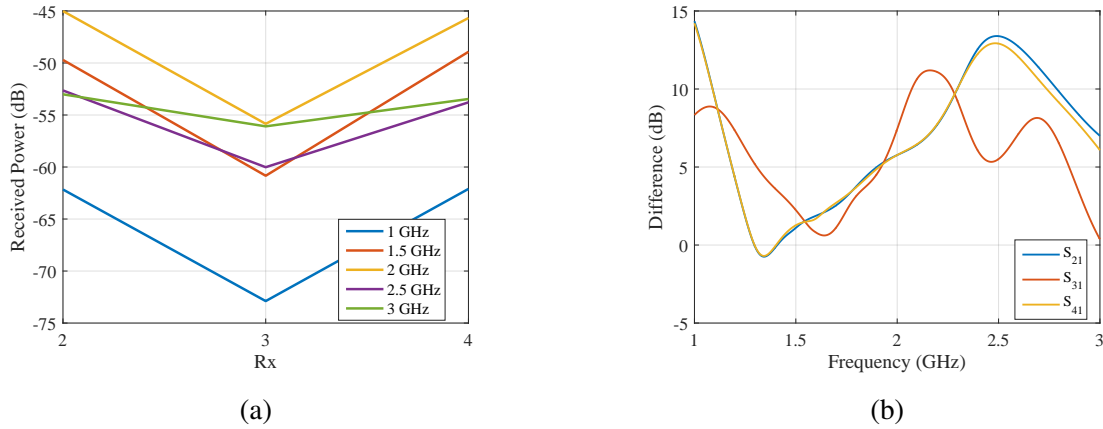 -45
-50
-55
-60
-65
-70
-75
Received Power (dB)
2
3
4
Rx
1 GHz
1.5 GHz
2 GHz
2.5 GHz
3 GHz
(a)
15
10
5
0
-5
Difference (dB)
1
1.5
2
2.5
3
Frequency (GHz)
S21
S31
S41
(b)